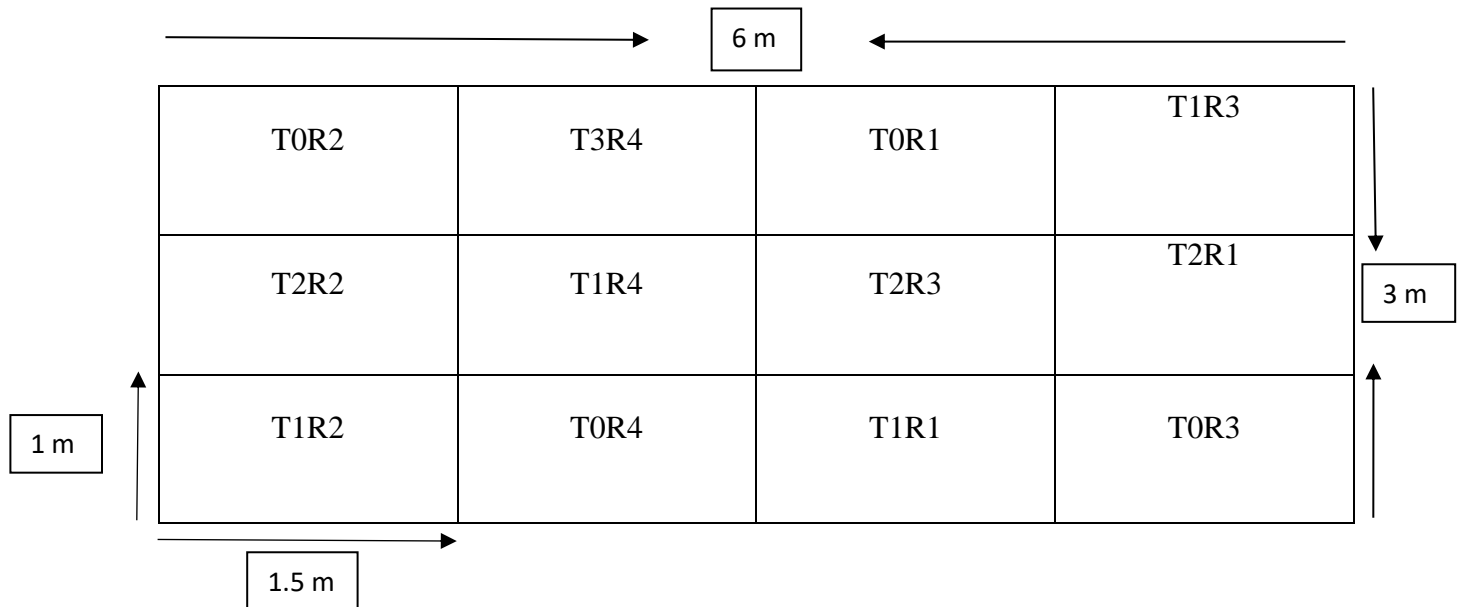 6 m
T0R2 T3R4 T0R1 T1R3
T2R2 T1R4 T2R3 T2R1
3 m
T1R2 T0R4 T1R1 T0R3
1 m
1.5 m